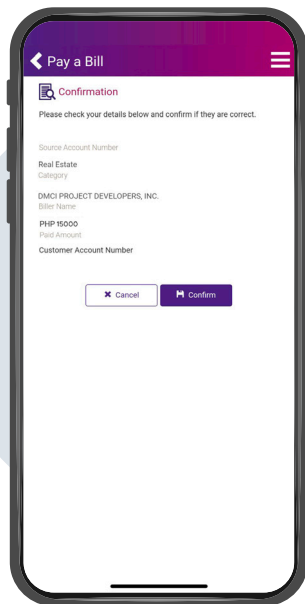 Pay a Bill
Confirmation
Please check your details below and confirm if they are correct.
Source Account Number
Real Estate
Category
DMCI PROJECT DEVELOPERS, INC.
Biller Name
PHP 15000
Paid Amount
Customer Account Number
Cancel Confirm